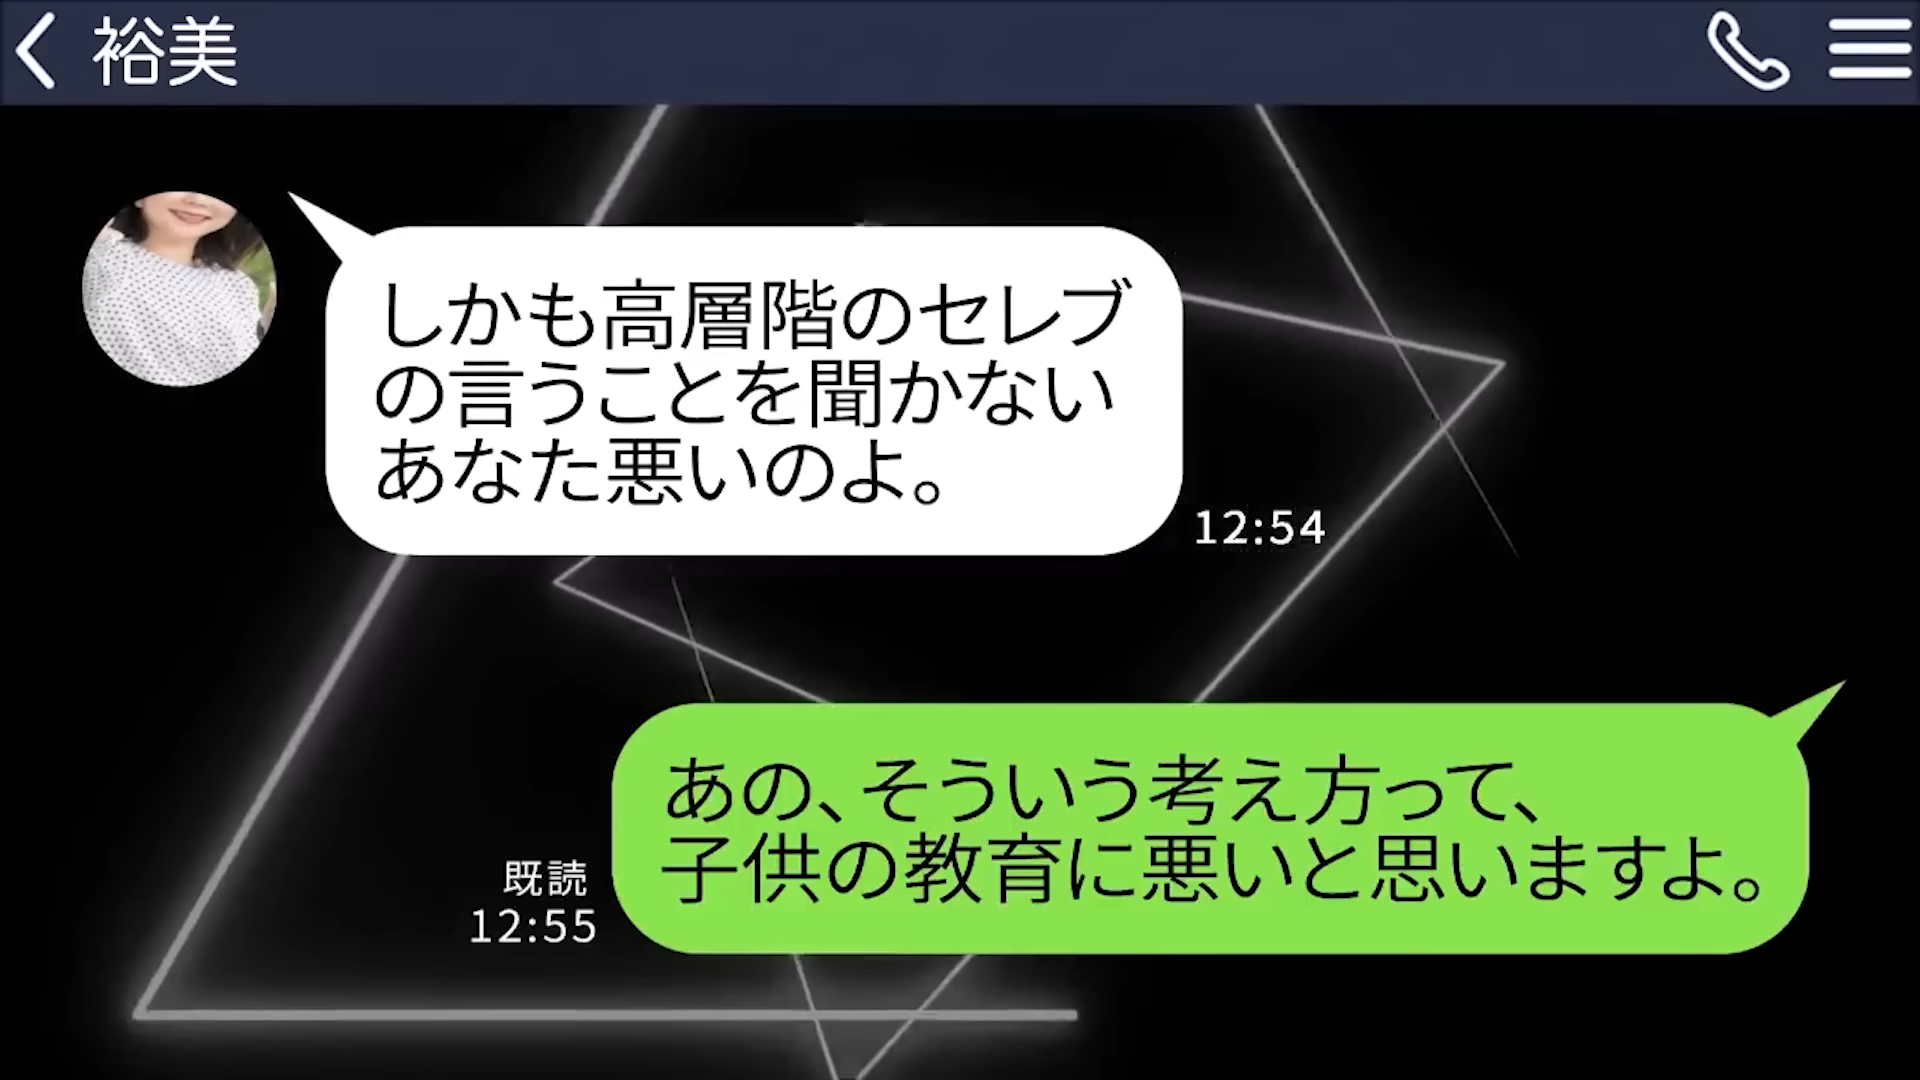 裕美
しかも高層階のセレブ
の言うことを聞かない
あなた悪いのよ。
12:54
あの、そういう考え方って、
子供の教育に悪いと思いますよ。
既読
12:55